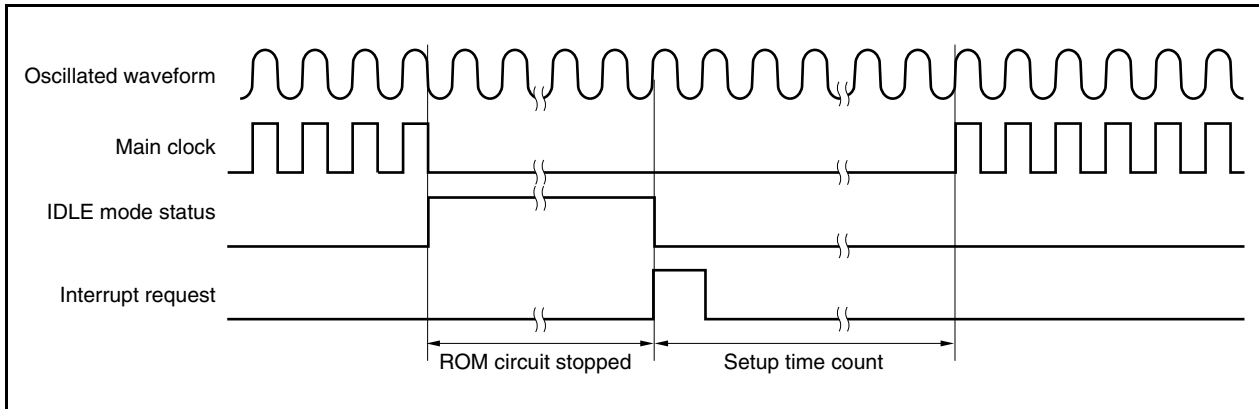 Oscillated waveform
Main clock
IDLE mode status
Interrupt request
ROM circuit stopped
Setup time count